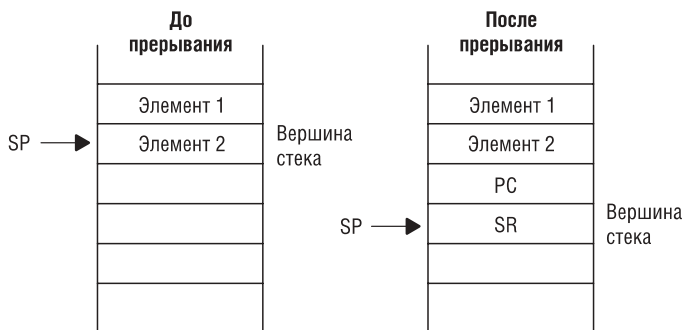 До
прерывания
Элемент 1
SP
Элемент 2
Вершина
стека
После
прерывания
Элемент 1
Элемент 2
PC
SP
SR
Вершина
стека